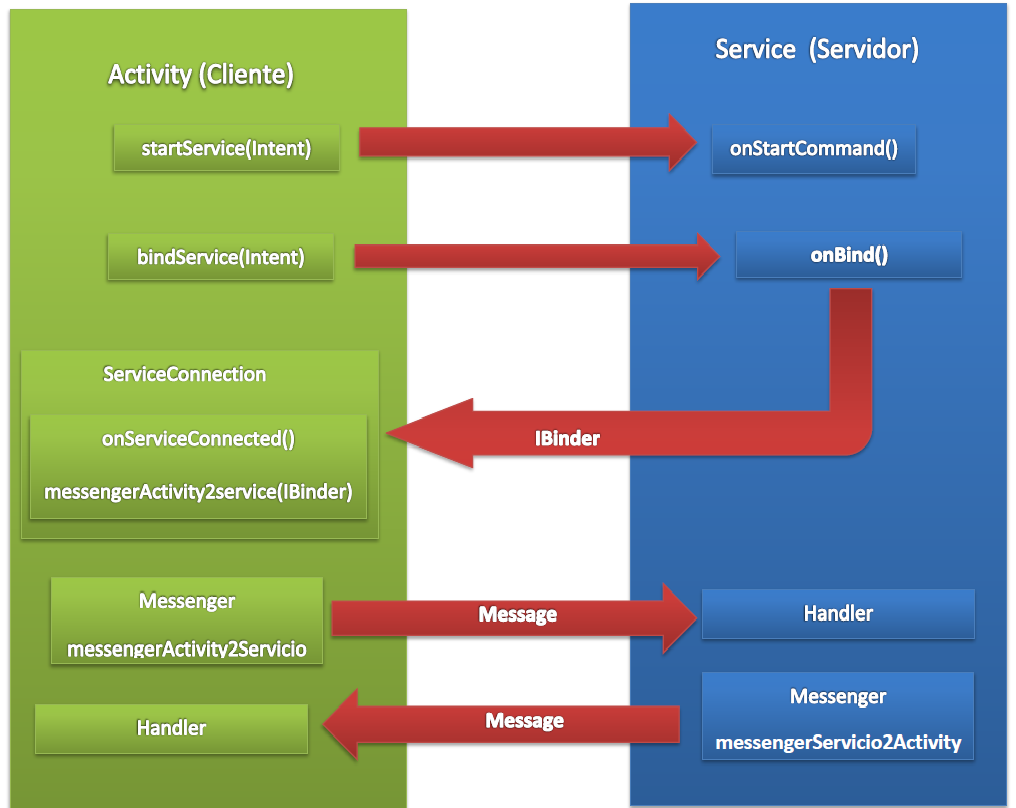 Activity (Cliente)
Service (Servidor)
startService(Intent)
onStartCommand()
bindService(Intent)
onBind()
ServiceConnection
onServiceConnected()
IBinder
messengerActivity2service(IBinder)
Messenger
messengerActivity2Servicio
Message
Handler
Handler
Message
Messenger
messengerServicio2Activity